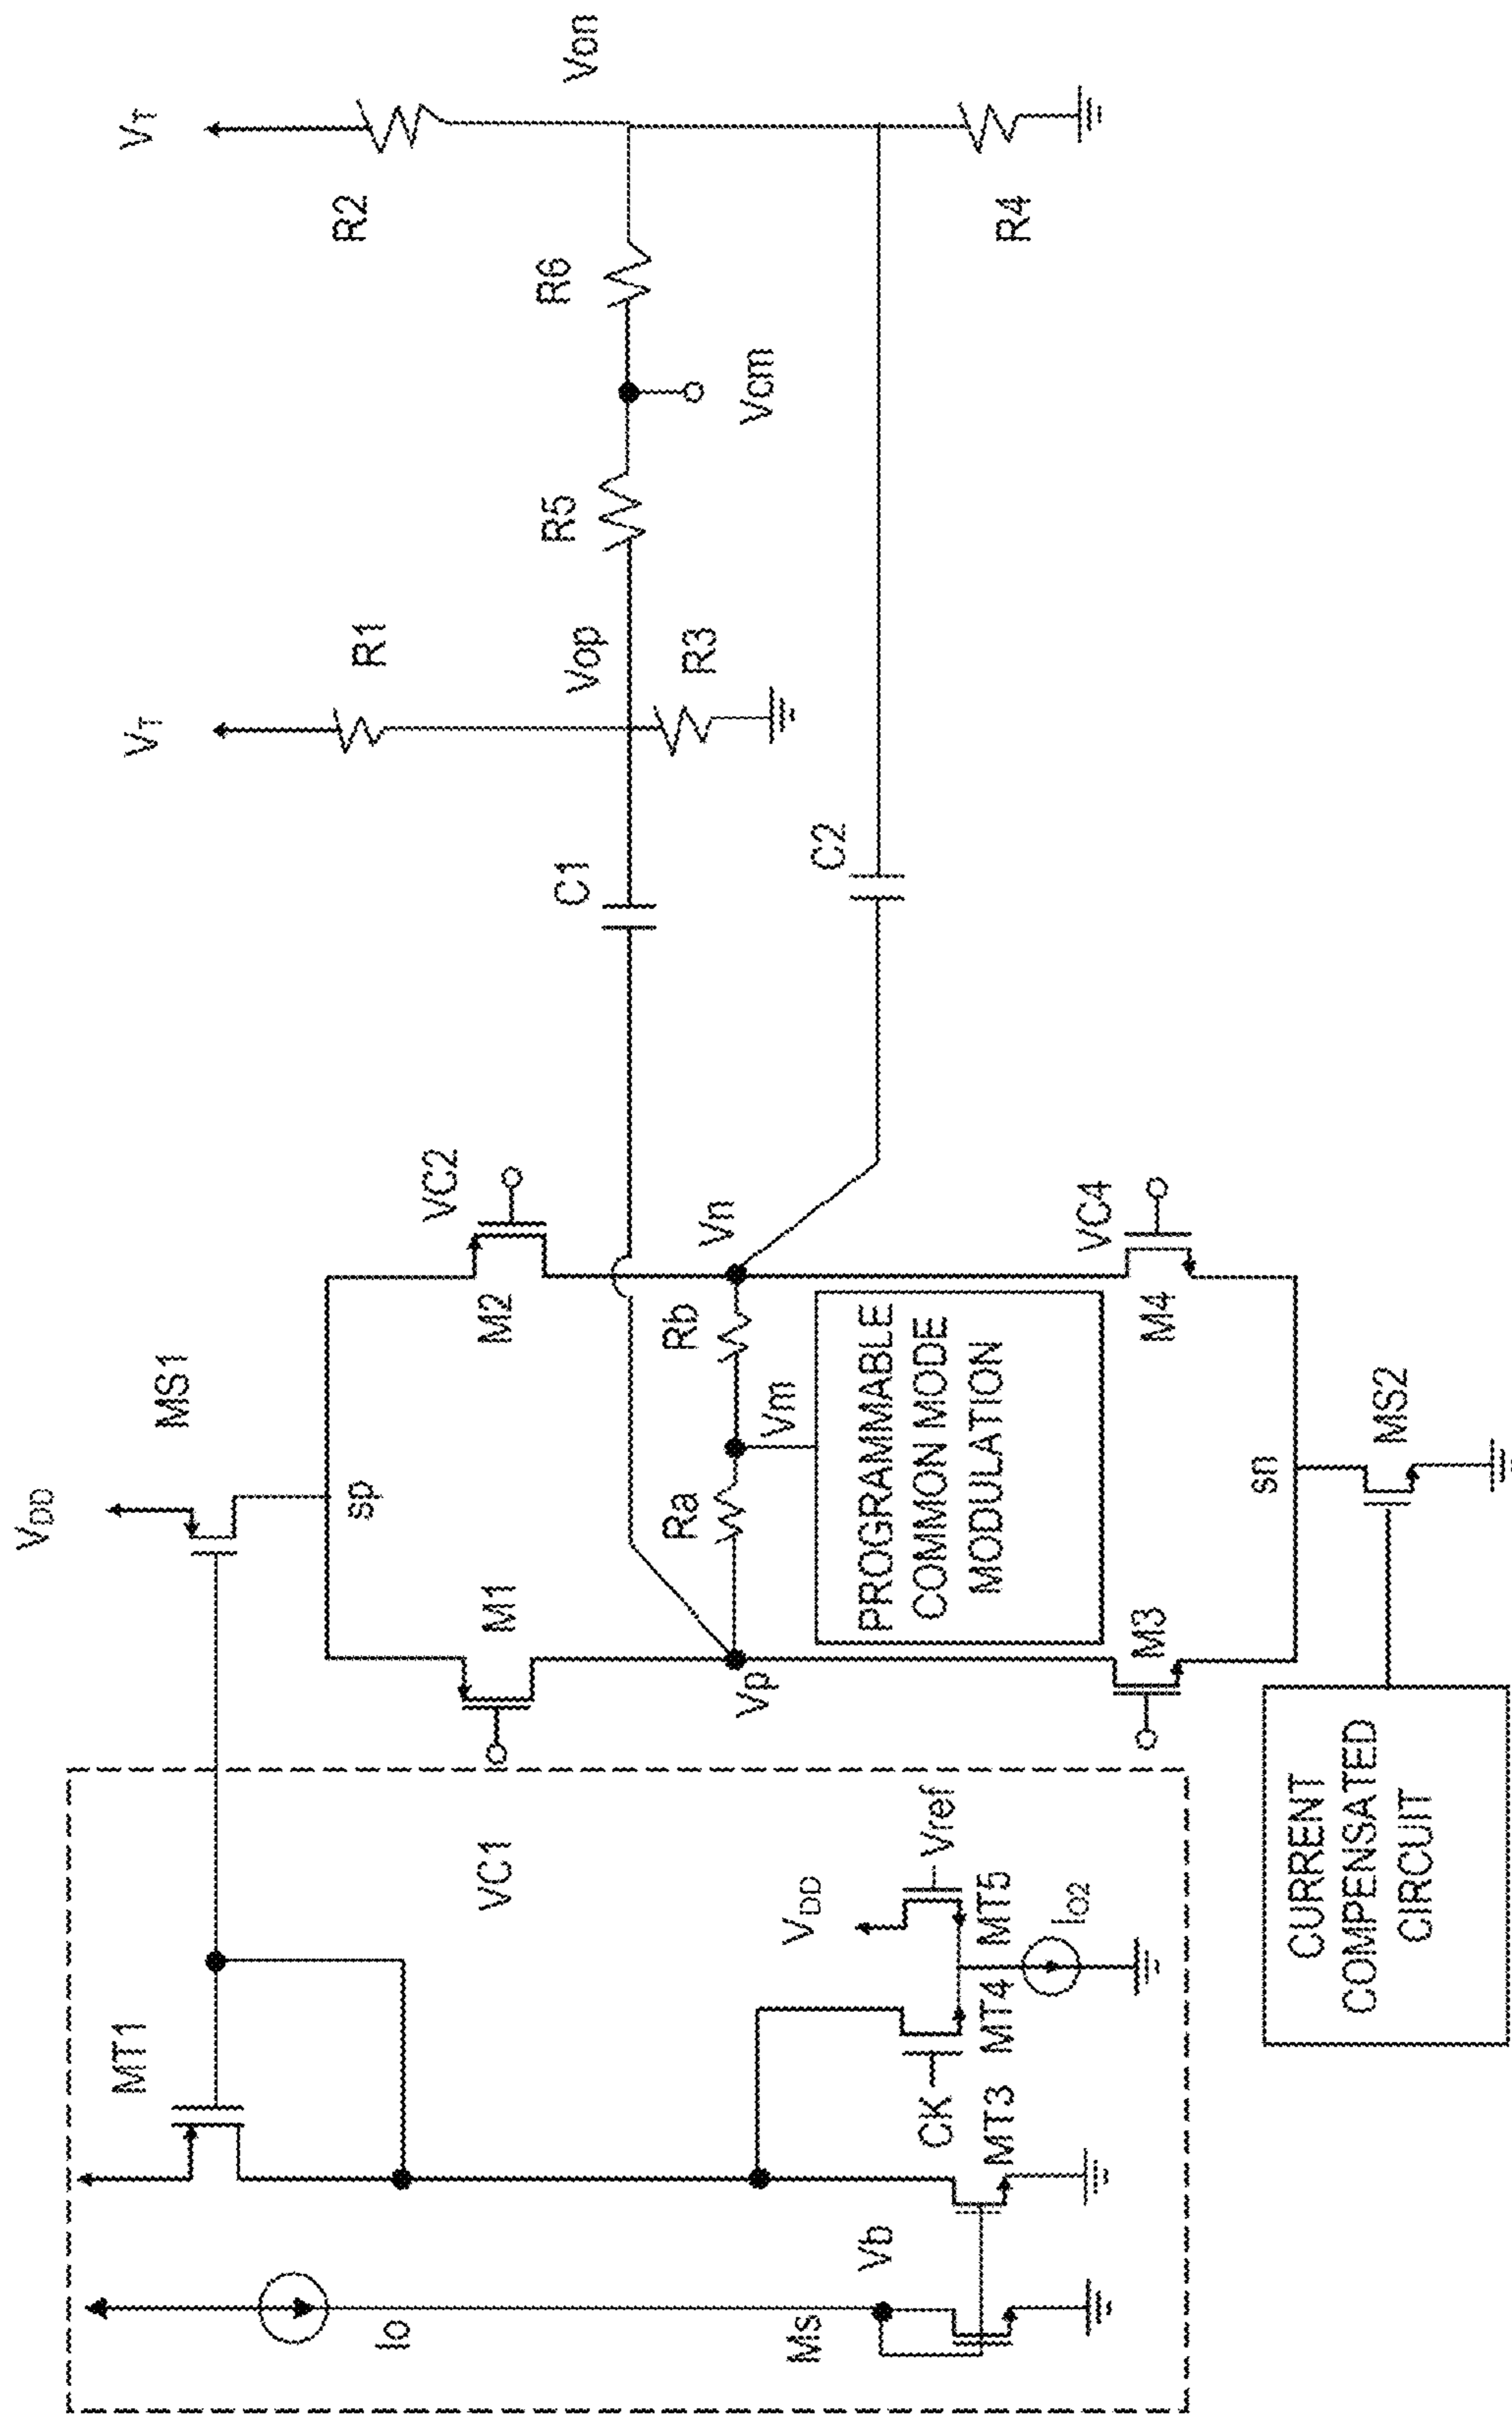 VDD
MS1
sp
MT1
M1
M2
VC2
VC1
Io
Vb
Ms
CK
MT3
MT4
MT5
VDD
Vref
IO2
Vp
Ra
Vm
Rb
Vn
PROGRAMMABLE
COMMON MODE
MODULATION
M3
M4
VC4
sn
MS2
CURRENT
COMPENSATED
CIRCUIT
C1
C2
VT
R1
Vop
R3
R5
Vcm
R6
VT
R2
Von
R4